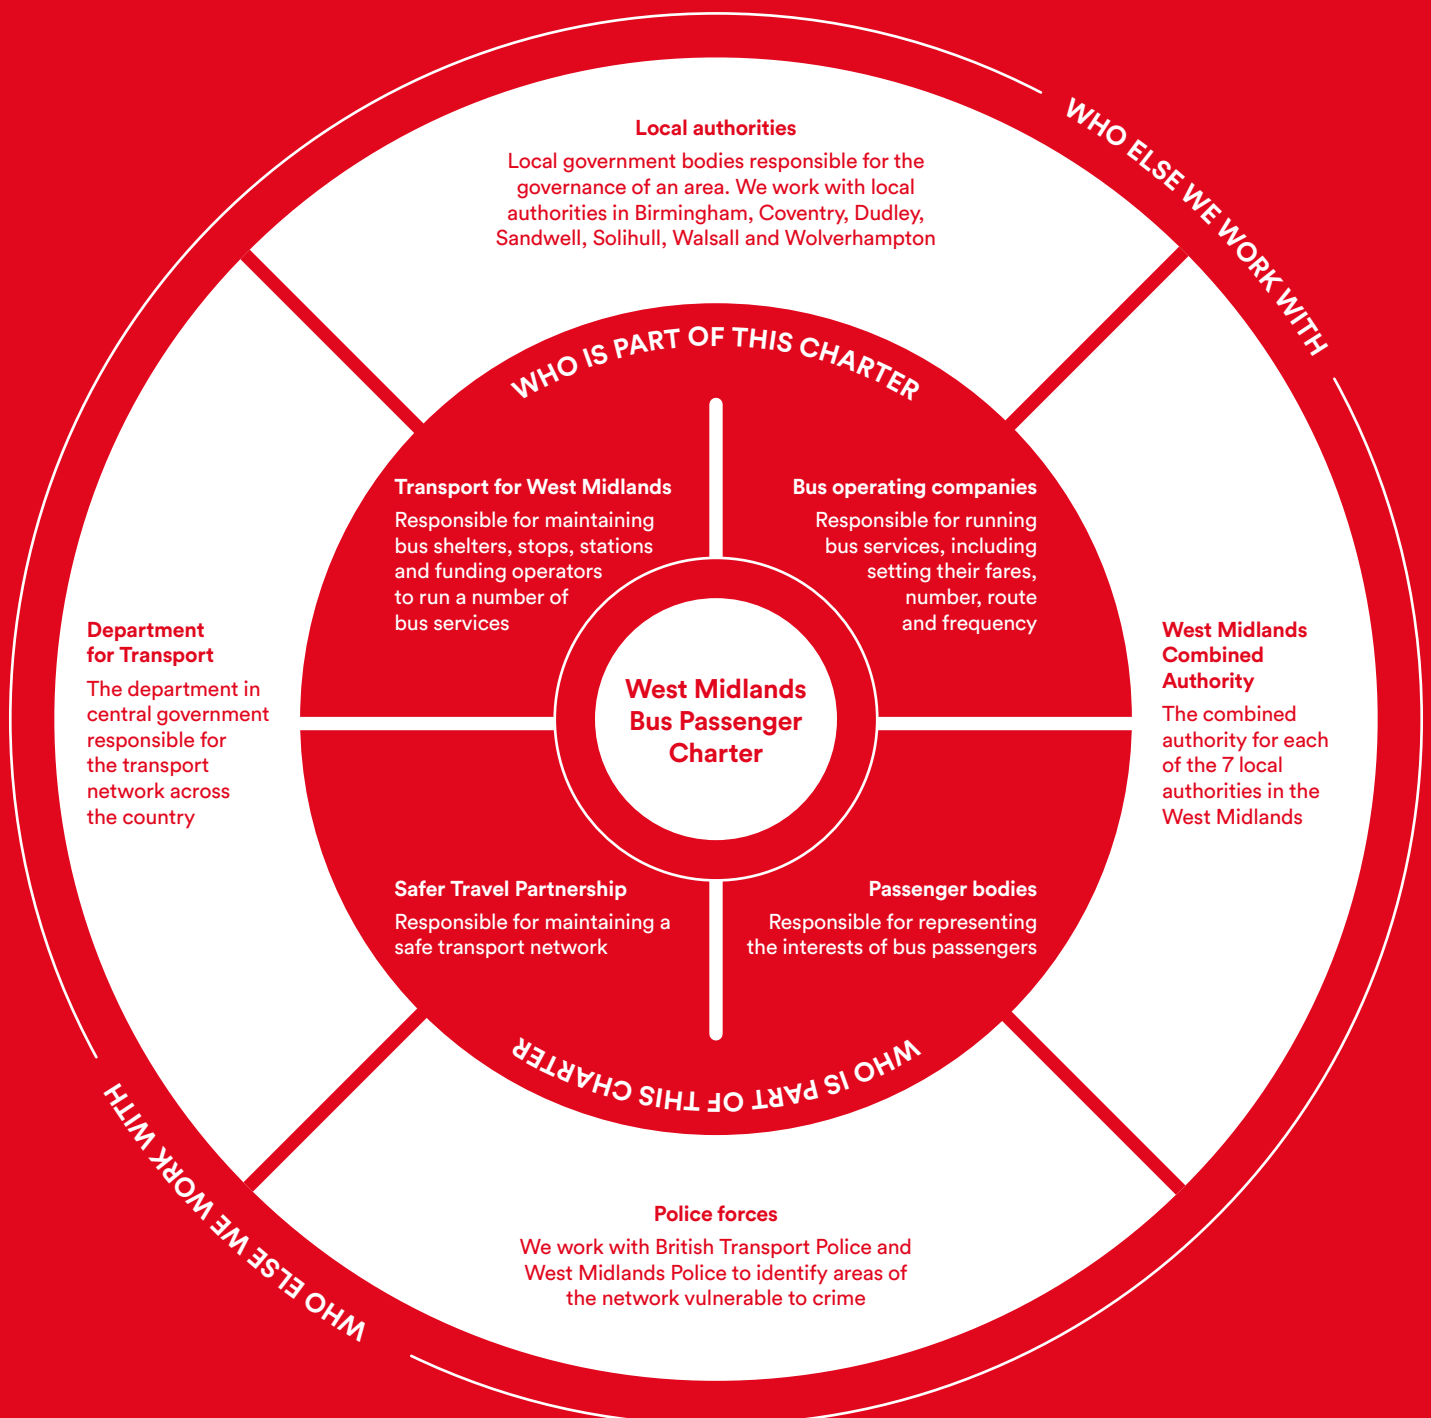 WHO ELSE WE WORK WITH
Local authorities
Local government bodies responsible for the
governance of an area. We work with local
authorities in Birmingham, Coventry, Dudley,
Sandwell, Solihull, Walsall and Wolverhampton
WHO IS PART OF THIS CHARTER
Transport for West Midlands
Responsible for maintaining
bus shelters, stops, stations
and funding operators
to run a number of
bus services
Bus operating companies
Responsible for running
bus services, including
setting their fares,
number, route
and frequency
Department
for Transport
The department in
central government
responsible for
the transport
network across
the country
West Midlands
Bus Passenger
Charter
West Midlands
Combined
Authority
The combined
authority for each
of the 7 local
authorities in the
West Midlands
Safer Travel Partnership
Responsible for maintaining a
safe transport network
Passenger bodies
Responsible for representing
the interests of bus passengers
WHO IS PART OF THIS CHARTER
Police forces
We work with British Transport Police and
West Midlands Police to identify areas of
the network vulnerable to crime
WHO ELSE WE WORK WITH